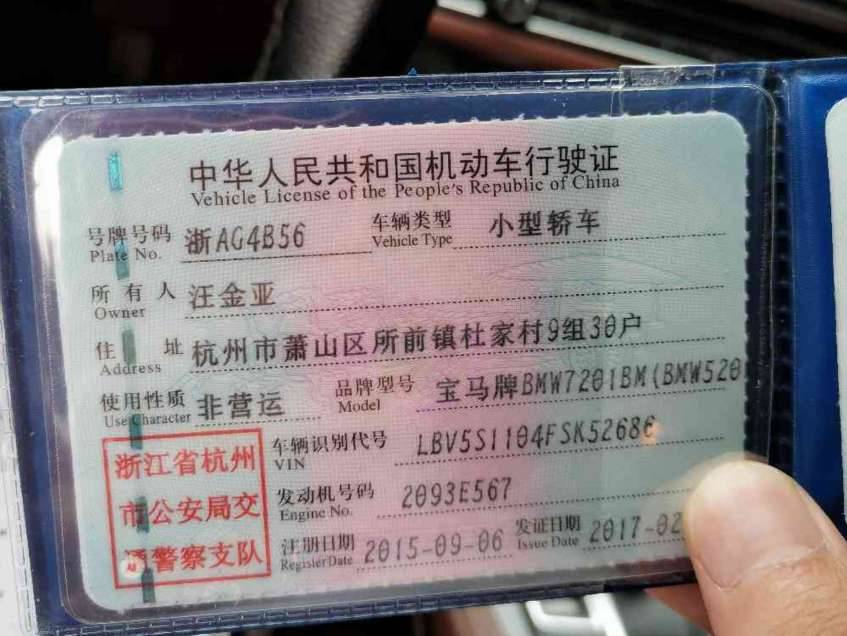 中华人民共和国机动车行驶证
Vehicle License of the People's Republic of China
号牌号码 浙AG4B56 车辆类型 小型轿车
Plate No. Vehicle Type
所有人 汪金亚
Owner
住址 杭州市萧山区所前镇杜家村9组30户
Address
使用性质 非营运 品牌型号 宝马牌BMW7201BM(BMW520
Use Character Model
浙江省杭州
市公安局交
通警察支队
车辆识别代号 LBV5S1104FSK52686
VIN
发动机号码 2093E567
Engine No.
注册日期 2015-09-06 发证日期 2017-02
Register Date Issue Date